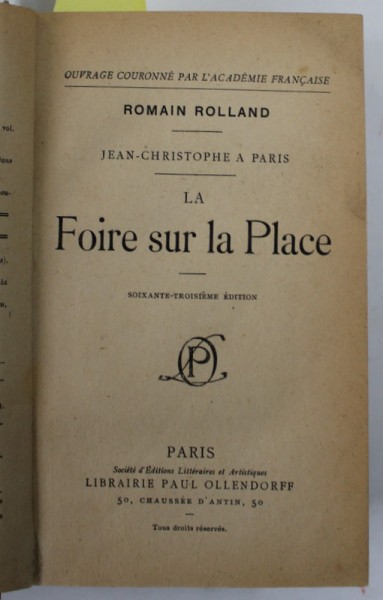 OUVRAGE COURONNÉ PAR L'ACADÉMIE FRANÇAISE
ROMAIN ROLLAND
JEAN-CHRISTOPHE A PARIS
LA
Foire sur la Place
SOIXANTE-TROISIÈME ÉDITION
PARIS
Société d'Éditions Littéraires et Artistiques
LIBRAIRIE PAUL OLLENDORFF
50, CHAUSSÉE D'ANTIN, 50
Tous droits réservés.